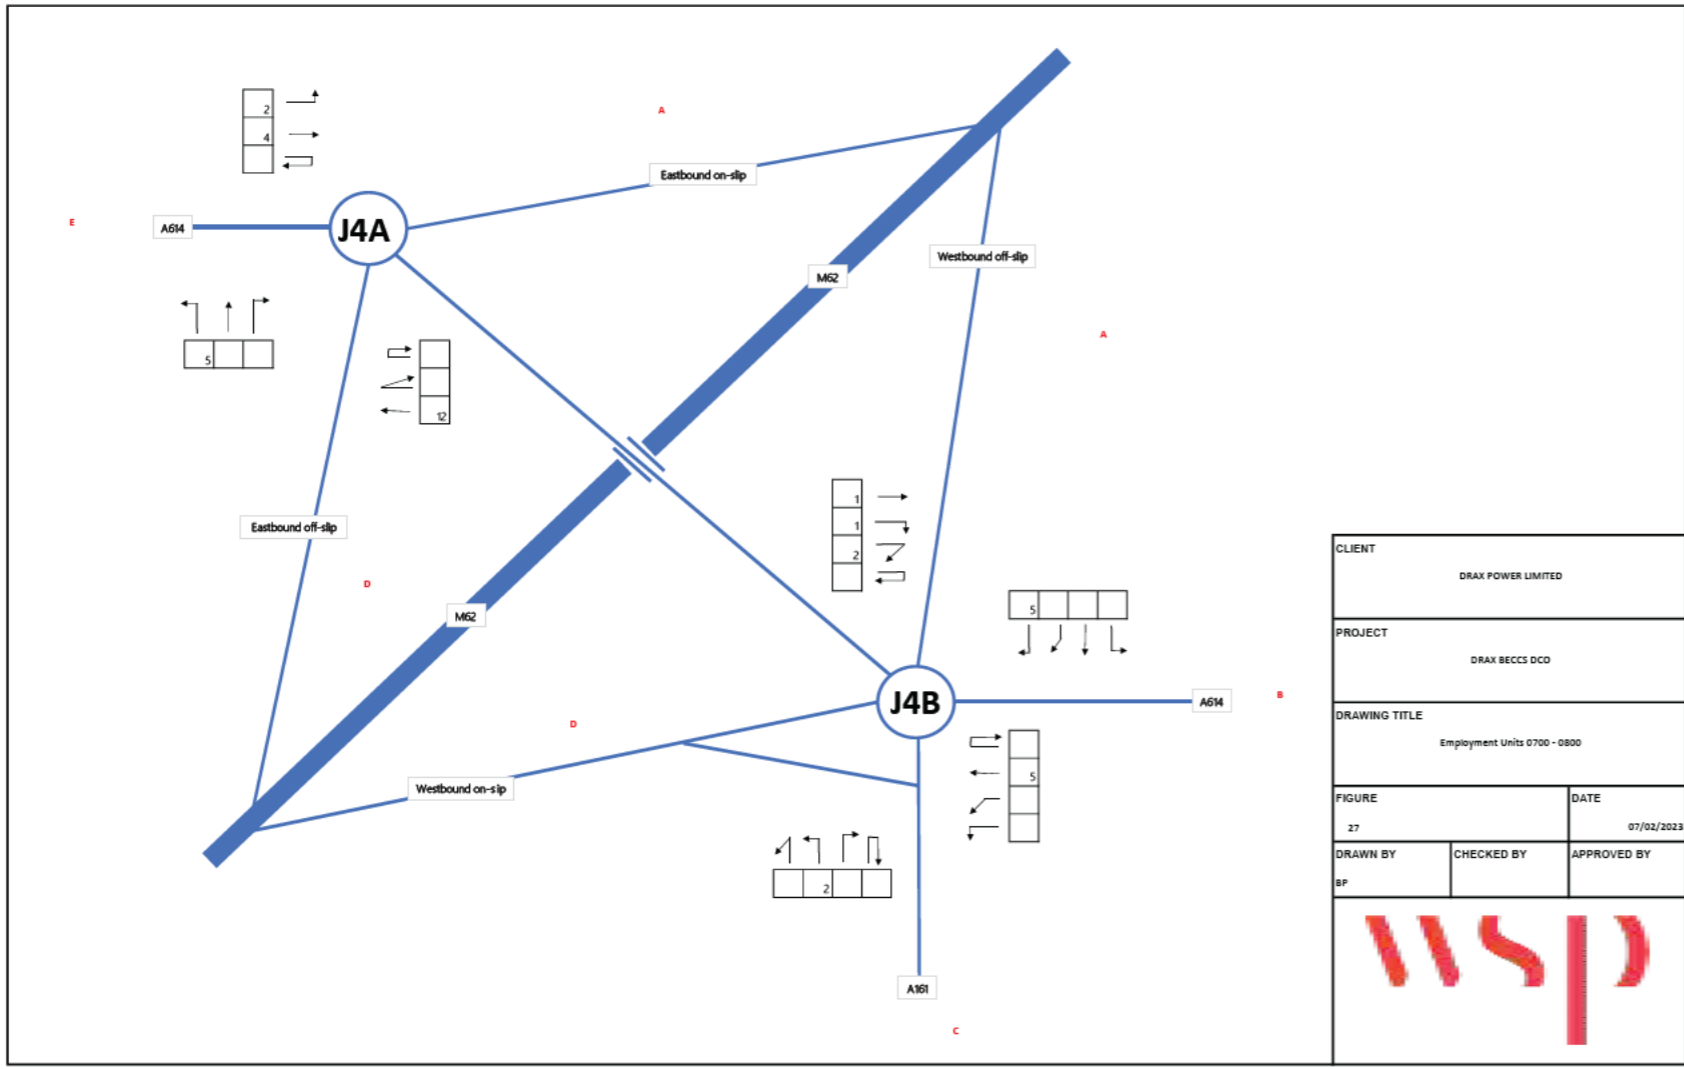 2
4
A
Eastbound on-slip
E
A614
J4A
Westbound off-slip
M62
A
5
12
1
1
2
Eastbound off-slip
D
M62
5
J4B
A614
B
D
Westbound on-slip
5
2
A161
C
CLIENT
DRAX POWER LIMITED
PROJECT
DRAX BECCS DCO
DRAWING TITLE
Employment Units 0700 - 0800
FIGURE
27
DATE
07/02/2023
DRAWN BY
BP
CHECKED BY
APPROVED BY
wsp